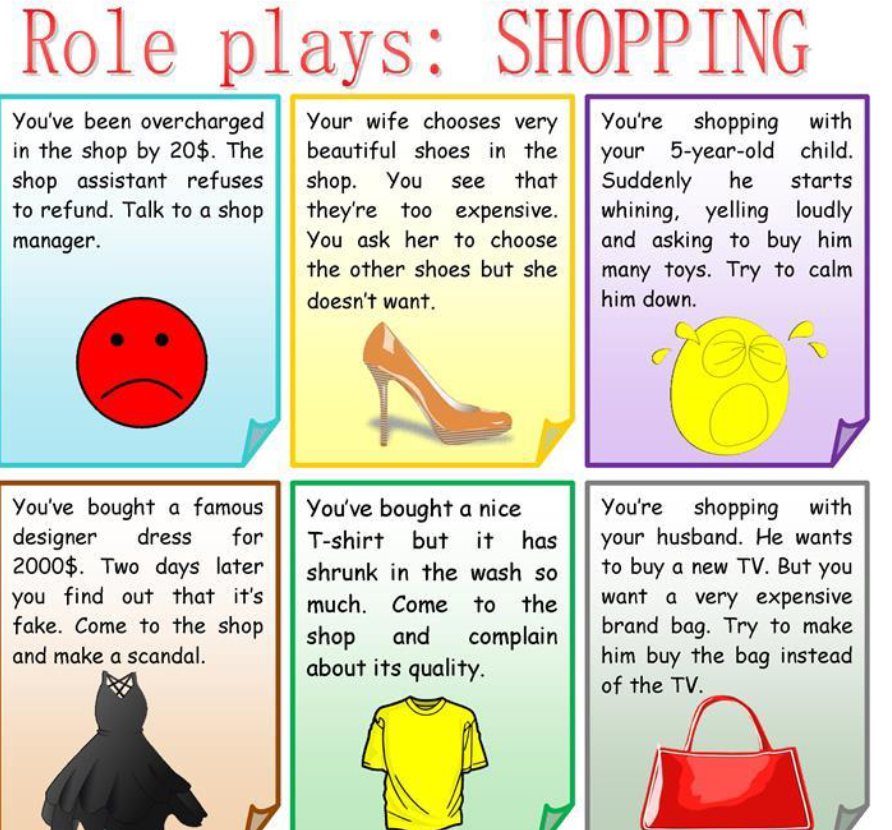 Role plays: SHOPPING
You've been overcharged
in the shop by 20$. The
shop assistant refuses
to refund. Talk to a shop
manager.
Your wife chooses very
beautiful shoes in the
shop. You see that
they're too expensive.
You ask her to choose
the other shoes but she
doesn't want.
You're shopping with
your 5-year-old child.
Suddenly he starts
whining, yelling loudly
and asking to buy him
many toys. Try to calm
him down.
You've bought a famous
designer dress for
2000$. Two days later
you find out that it's
fake. Come to the shop
and make a scandal.
You've bought a nice
T-shirt but it has
shrunk in the wash so
much. Come to the
shop and complain
about its quality.
You're shopping with
your husband. He wants
to buy a new TV. But you
want a very expensive
brand bag. Try to make
him buy the bag instead
of the TV.